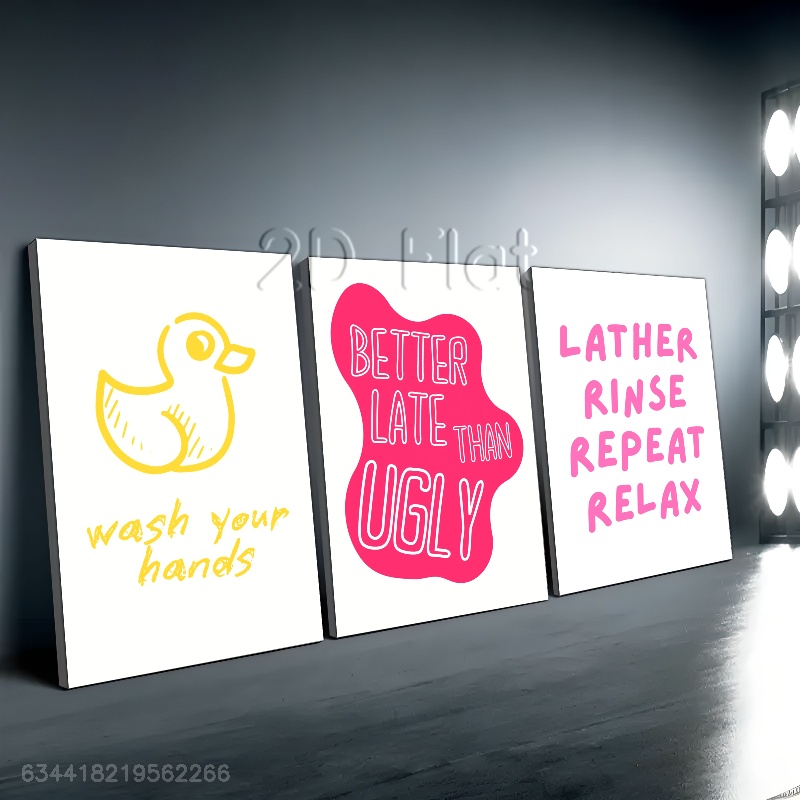 2D Flat
wash your
hands
BETTER
LATE THAN
UGLY
LATHER
RINSE
REPEAT
RELAX
634418219562266